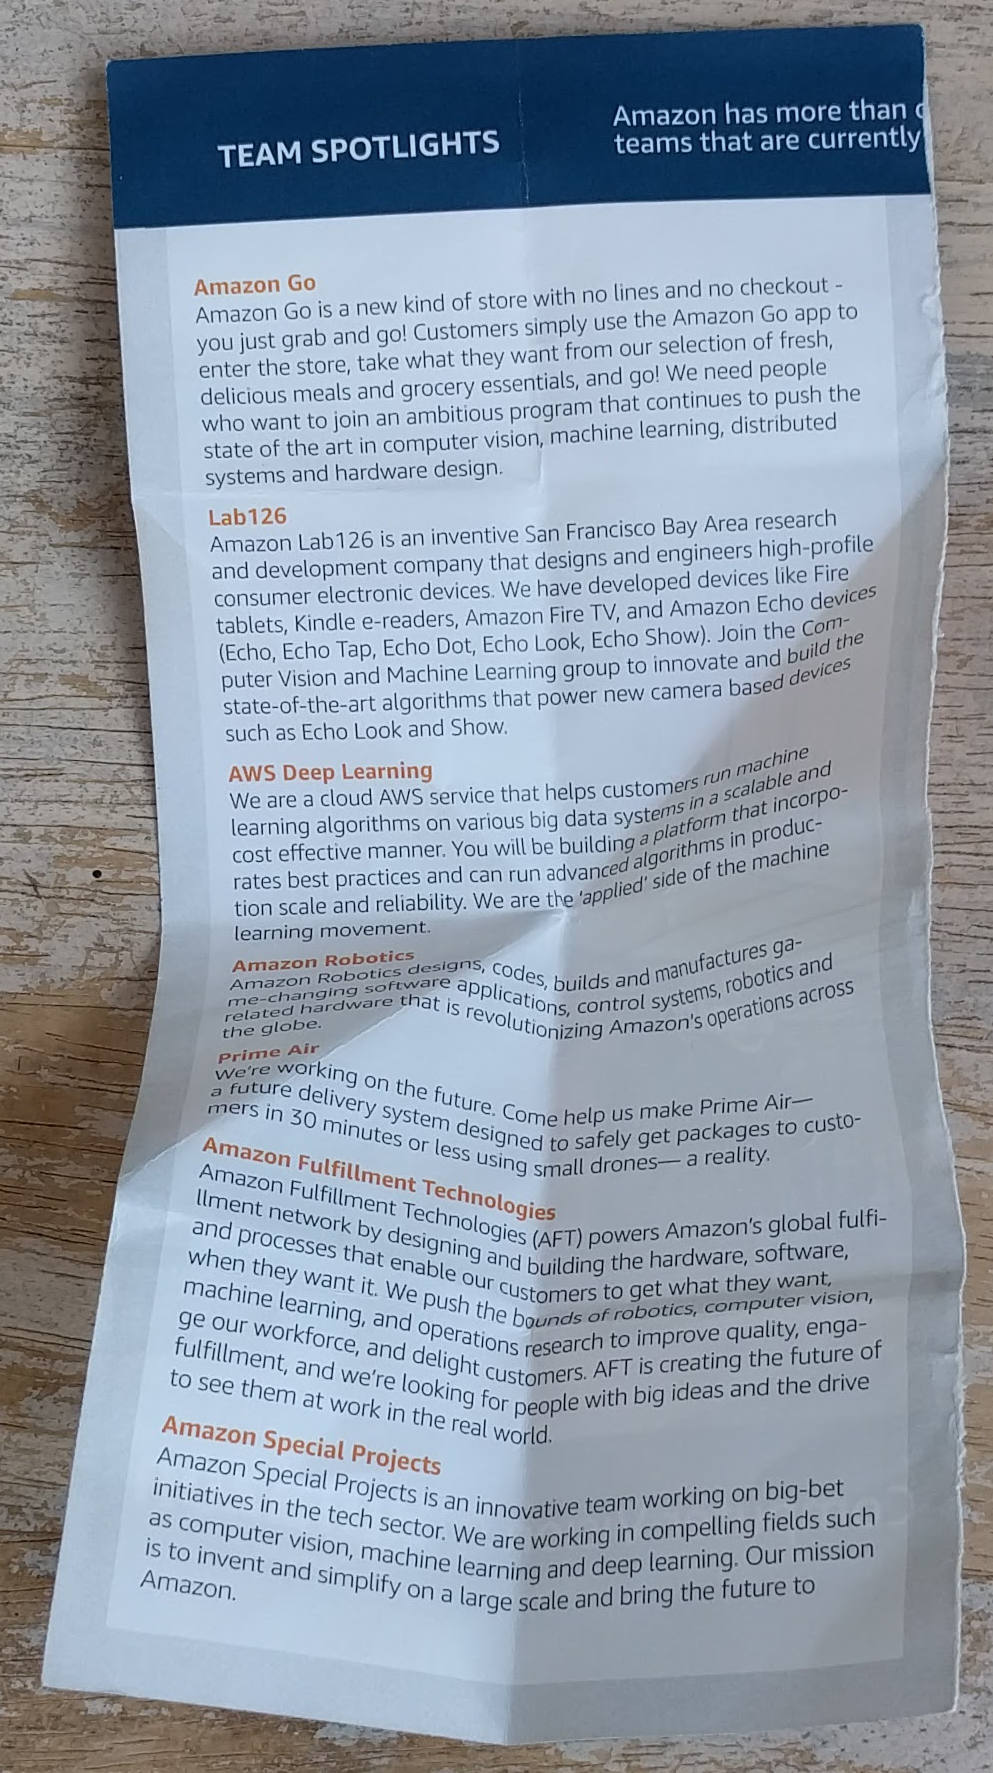 TEAM SPOTLIGHTS
Amazon has more than
teams that are currently
Amazon Go
Amazon Go is a new kind of store with no lines and no checkout -
you just grab and go! Customers simply use the Amazon Go app to
enter the store, take what they want from our selection of fresh,
delicious meals and grocery essentials, and go! We need people
who want to join an ambitious program that continues to push the
state of the art in computer vision, machine learning, distributed
systems and hardware design.
Lab126
Amazon Lab126 is an inventive San Francisco Bay Area research
and development company that designs and engineers high-profile
consumer electronic devices. We have developed devices like Fire
tablets, Kindle e-readers, Amazon Fire TV, and Amazon Echo devices
(Echo, Echo Tap, Echo Dot, Echo Look, Echo Show). Join the Com-
puter Vision and Machine Learning group to innovate and build the
state-of-the-art algorithms that power new camera based devices
such as Echo Look and Show.
AWS Deep Learning
We are a cloud AWS service that helps customers run machine
learning algorithms on various big data systems in a scalable and
cost effective manner. You will be building a platform that incorpo-
rates best practices and can run advanced algorithms in produc-
tion scale and reliability. We are the 'applied' side of the machine
learning movement.
Amazon Robotics
Amazon Robotics designs, codes, builds and manufactures ga-
me-changing software applications, control systems, robotics and
related hardware that is revolutionizing Amazon's operations across
the globe.
Prime Air
We're working on the future. Come help us make Prime Air—
a future delivery system designed to safely get packages to custo-
mers in 30 minutes or less using small drones— a reality.
Amazon Fulfillment Technologies
Amazon Fulfillment Technologies (AFT) powers Amazon's global fulfi-
llment network by designing and building the hardware, software,
and processes that enable our customers to get what they want,
when they want it. We push the bounds of robotics, computer vision,
machine learning, and operations research to improve quality, enga-
ge our workforce, and delight customers. AFT is creating the future of
fulfillment, and we're looking for people with big ideas and the drive
to see them at work in the real world.
Amazon Special Projects
Amazon Special Projects is an innovative team working on big-bet
initiatives in the tech sector. We are working in compelling fields such
as computer vision, machine learning and deep learning. Our mission
is to invent and simplify on a large scale and bring the future to
Amazon.